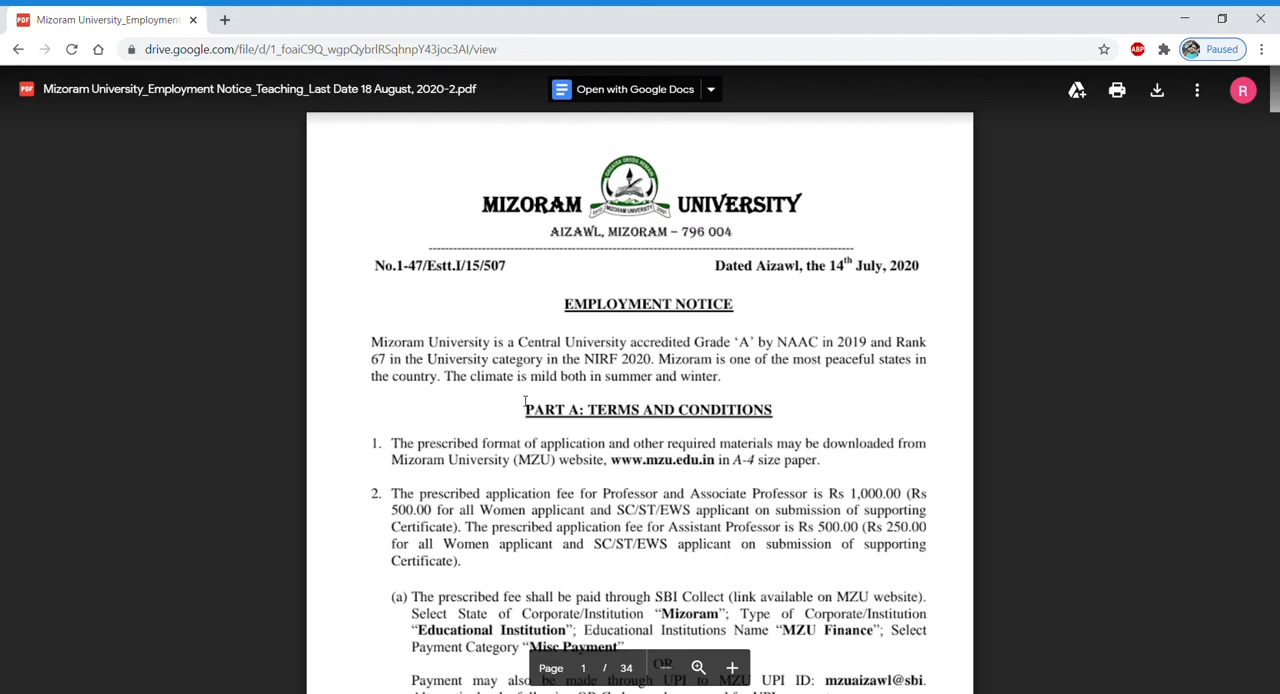 Mizoram University_Employment
drive.google.com/file/d/1_foaiC9Q_wgpQybrlRSqhnpY43joc3Al/view
ABP
Paused
PDF
Mizoram University_Employment Notice_Teaching_Last Date 18 August, 2020-2.pdf
Open with Google Docs
R
MIZORAM UNIVERSITY
AIZAWL, MIZORAM – 796 004
No.1-47/Estt.I/15/507
Dated Aizawl, the 14th July, 2020
EMPLOYMENT NOTICE
Mizoram University is a Central University accredited Grade ‘A’ by NAAC in 2019 and Rank
67 in the University category in the NIRF 2020. Mizoram is one of the most peaceful states in
the country. The climate is mild both in summer and winter.
PART A: TERMS AND CONDITIONS
1. The prescribed format of application and other required materials may be downloaded from
Mizoram University (MZU) website, www.mzu.edu.in in A-4 size paper.
2. The prescribed application fee for Professor and Associate Professor is Rs 1,000.00 (Rs
500.00 for all Women applicant and SC/ST/EWS applicant on submission of supporting
Certificate). The prescribed application fee for Assistant Professor is Rs 500.00 (Rs 250.00
for all Women applicant and SC/ST/EWS applicant on submission of supporting
Certificate).
(a) The prescribed fee shall be paid through SBI Collect (link available on MZU website).
Select State of Corporate/Institution “Mizoram”; Type of Corporate/Institution
“Educational Institution”; Educational Institutions Name “MZU Finance”; Select
Payment Category “Misc Payment”
OR
Page 1 / 34
Payment may also be made through UPI to MZU UPI ID: mzuaizawl@sbi.